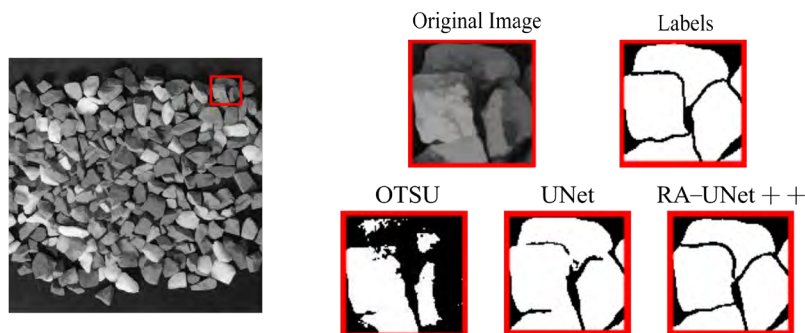 Original Image
Labels
OTSU
UNet
RA–UNet + +